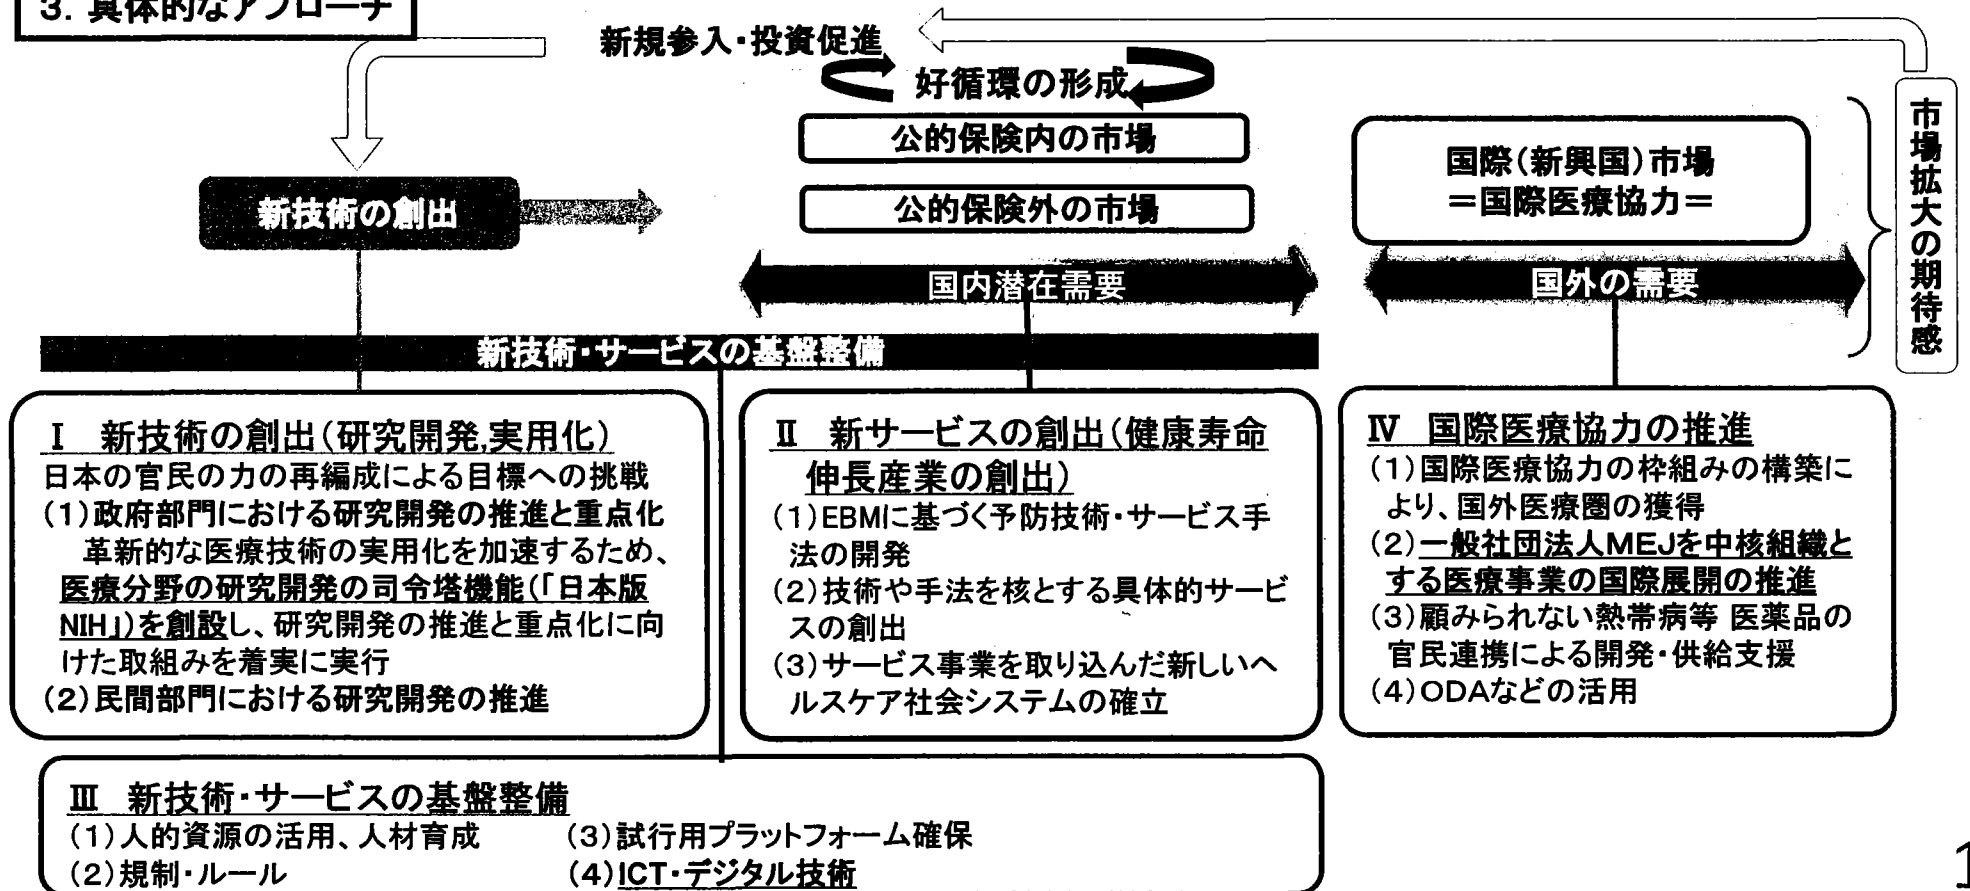 3. 具体的なアプローチ
新規参入・投資促進
好循環の形成
公的保険内の市場
公的保険外の市場
新技術の創出
国際(新興国)市場
=国際医療協力=
市場拡大の期待感
国内潜在需要
国外の需要
新技術・サービスの基盤整備
Ⅰ 新技術の創出(研究開発,実用化)
日本の官民の力の再編成による目標への挑戦
(1)政府部門における研究開発の推進と重点化
革新的な医療技術の実用化を加速するため、
医療分野の研究開発の司令塔機能(「日本版
NIH」)を創設し、研究開発の推進と重点化に向
けた取組みを着実に実行
(2)民間部門における研究開発の推進
Ⅱ 新サービスの創出(健康寿命
伸長産業の創出)
(1)EBMに基づく予防技術・サービス手
法の開発
(2)技術や手法を核とする具体的サービ
スの創出
(3)サービス事業を取り込んだ新しいヘ
ルスケア社会システムの確立
Ⅳ 国際医療協力の推進
(1)国際医療協力の枠組みの構築に
より、国外医療圏の獲得
(2)一般社団法人MEJを中核組織と
する医療事業の国際展開の推進
(3)顧みられない熱帯病等 医薬品の
官民連携による開発・供給支援
(4)ODAなどの活用
Ⅲ 新技術・サービスの基盤整備
(1)人的資源の活用、人材育成
(2)規制・ルール
(3)試行用プラットフォーム確保
(4)ICT・デジタル技術
1